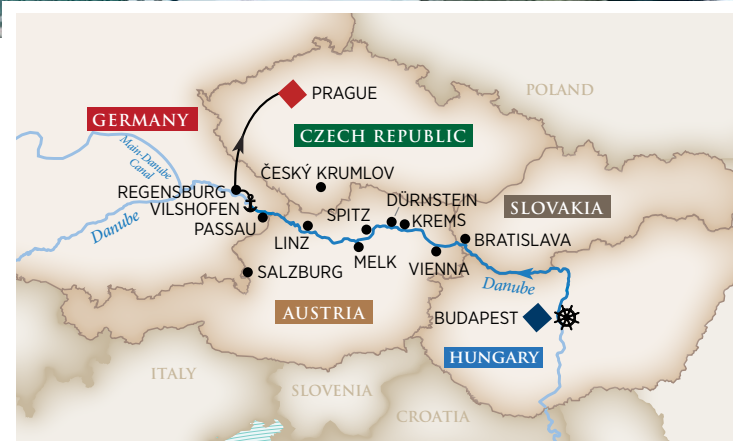 POLAND
PRAGUE
GERMANY
CZECH REPUBLIC
Main-Danube
Canal
ČESKÝ KRUMLOV
REGENSBURG
DÜRNSTEIN
VILSHOFEN
SPITZ
KREMS
SLOVAKIA
PASSAU
Danube
LINZ
BRATISLAVA
MELK
VIENNA
SALZBURG
Danube
AUSTRIA
BUDAPEST
HUNGARY
ITALY
SLOVENIA
CROATIA